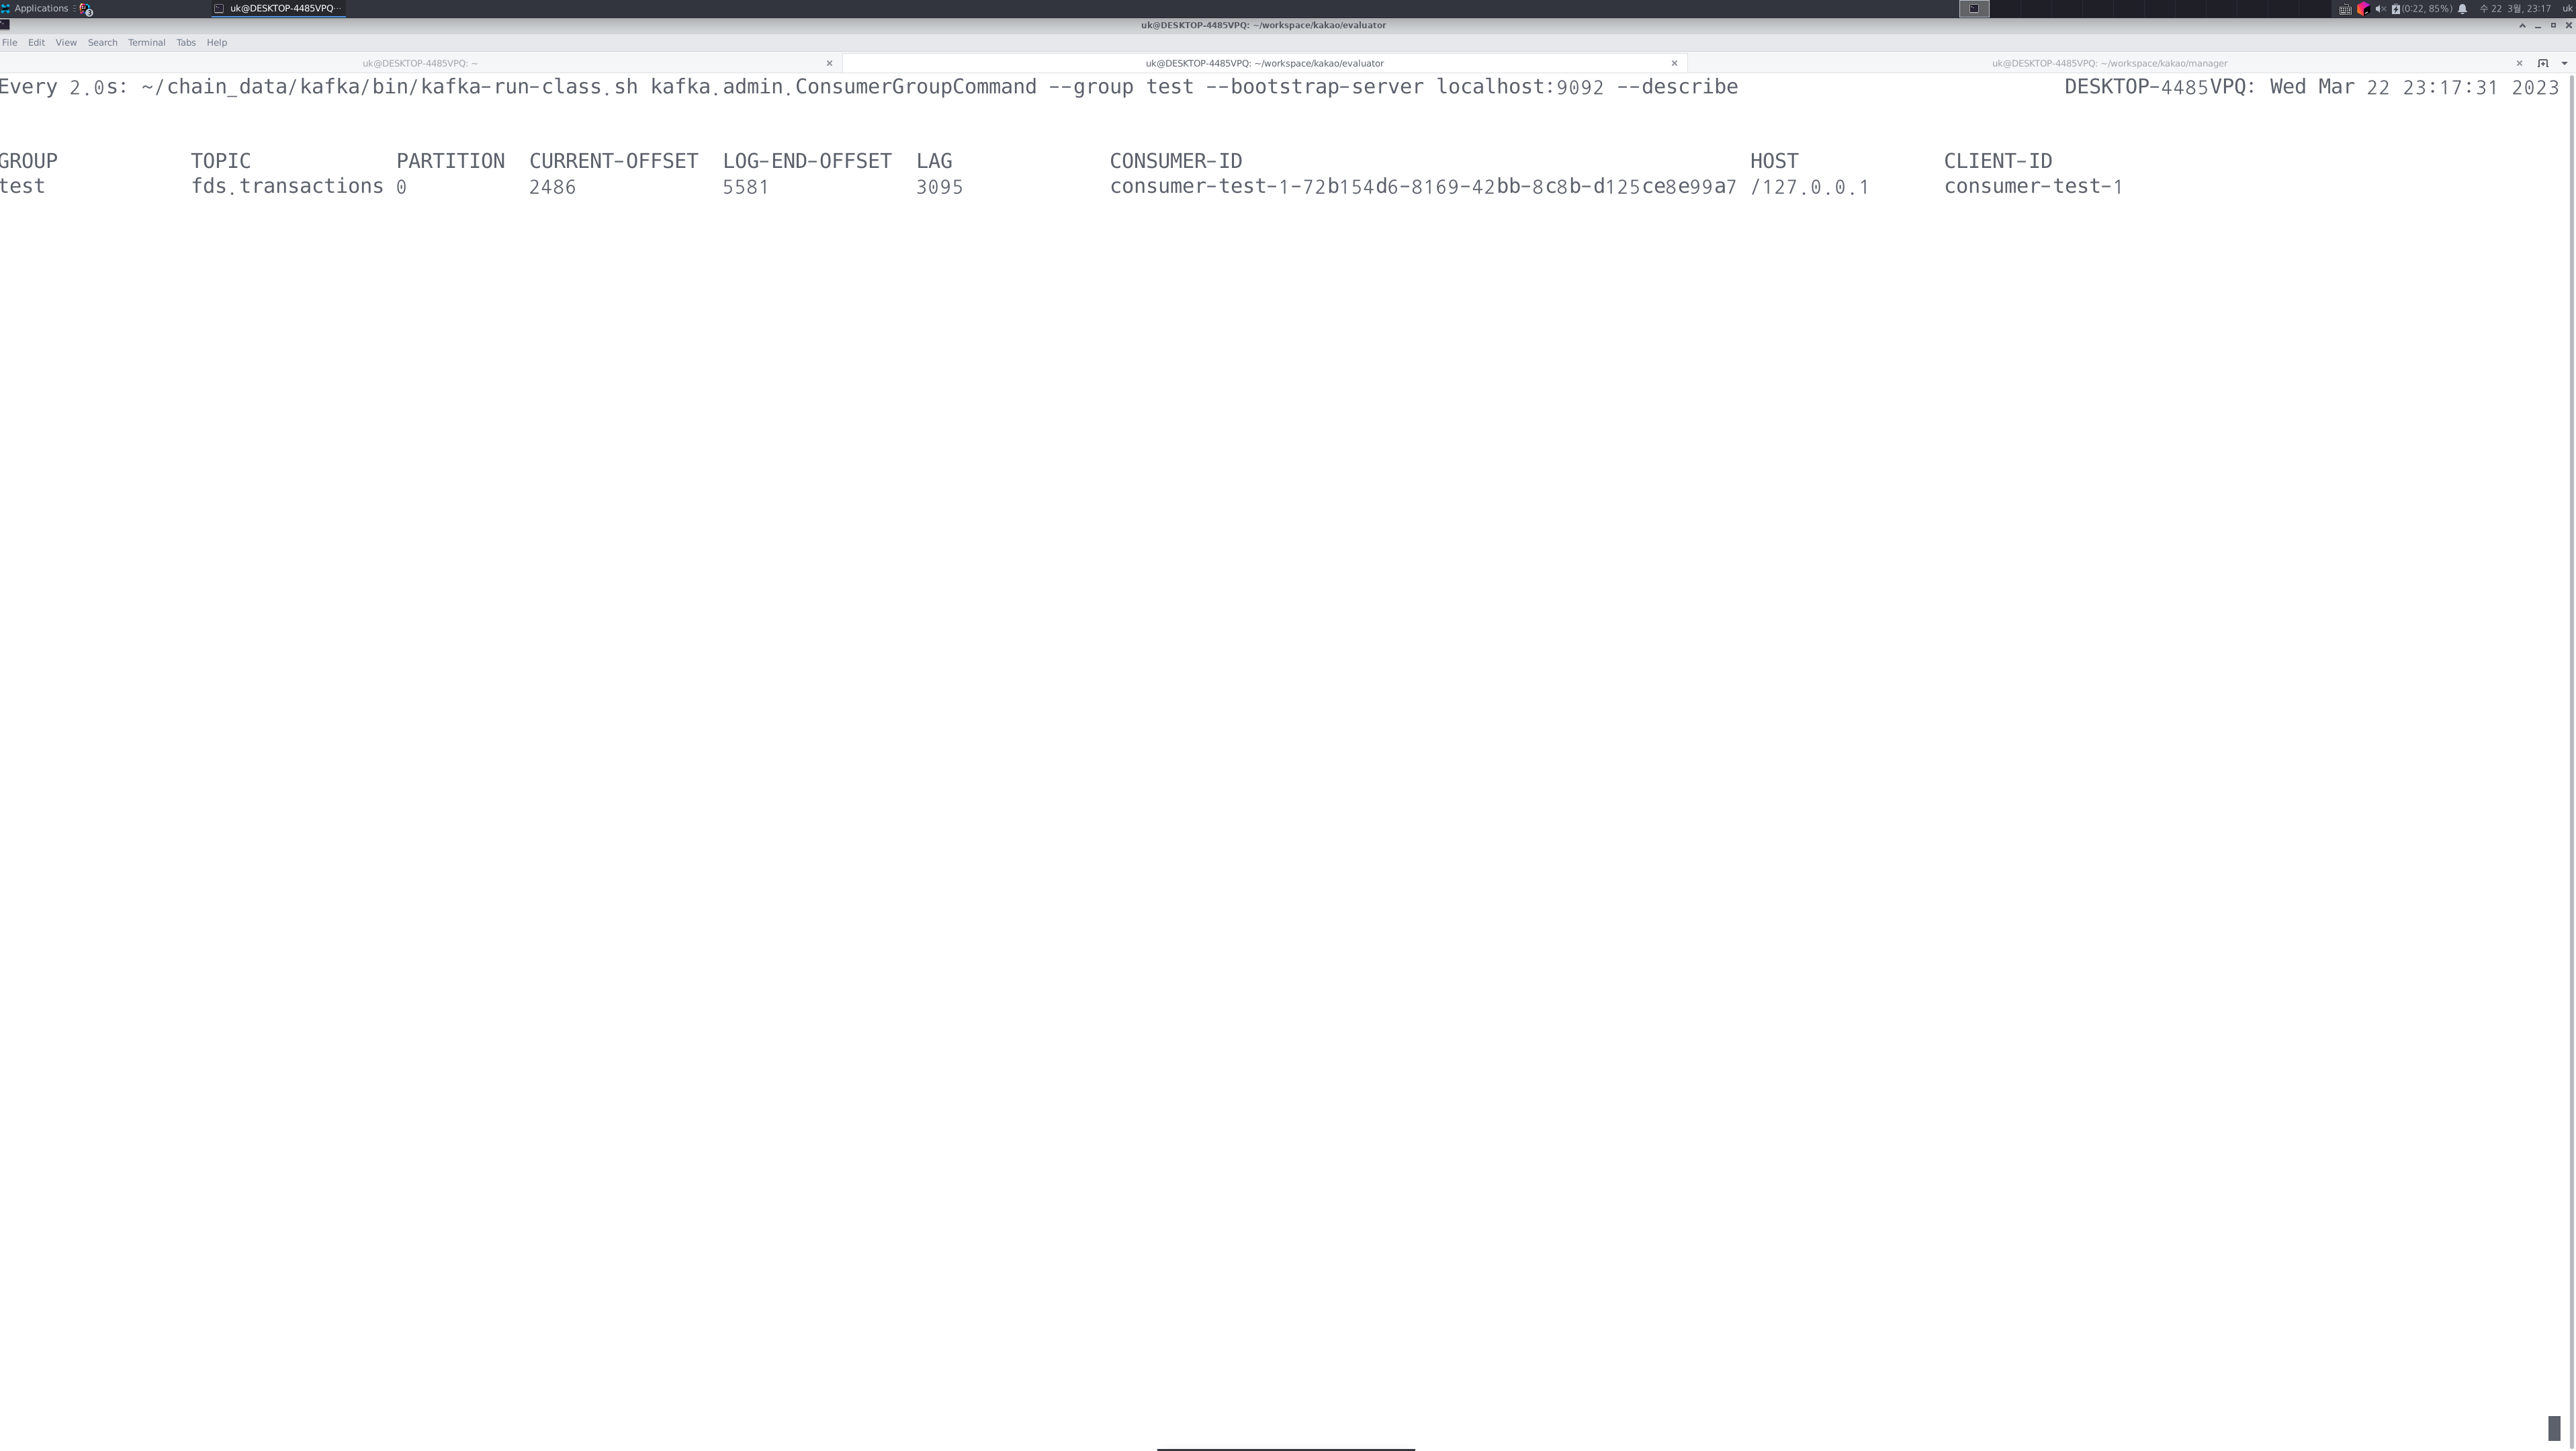 Applications 3 uk@DESKTOP-4485VPQ… (0:22, 85%) 수 22 3월, 23:17 uk
uk@DESKTOP-4485VPQ: ~/workspace/kakao/evaluator
File Edit View Search Terminal Tabs Help
uk@DESKTOP-4485VPQ: ~ uk@DESKTOP-4485VPQ: ~/workspace/kakao/evaluator uk@DESKTOP-4485VPQ: ~/workspace/kakao/manager
Every 2.0s: ~/chain_data/kafka/bin/kafka-run-class.sh kafka.admin.ConsumerGroupCommand --group test --bootstrap-server localhost:9092 --describe DESKTOP-4485VPQ: Wed Mar 22 23:17:31 2023
GROUP TOPIC PARTITION CURRENT-OFFSET LOG-END-OFFSET LAG CONSUMER-ID HOST CLIENT-ID
test fds.transactions 0 2486 5581 3095 consumer-test-1-72b154d6-8169-42bb-8c8b-d125ce8e99a7 /127.0.0.1 consumer-test-1